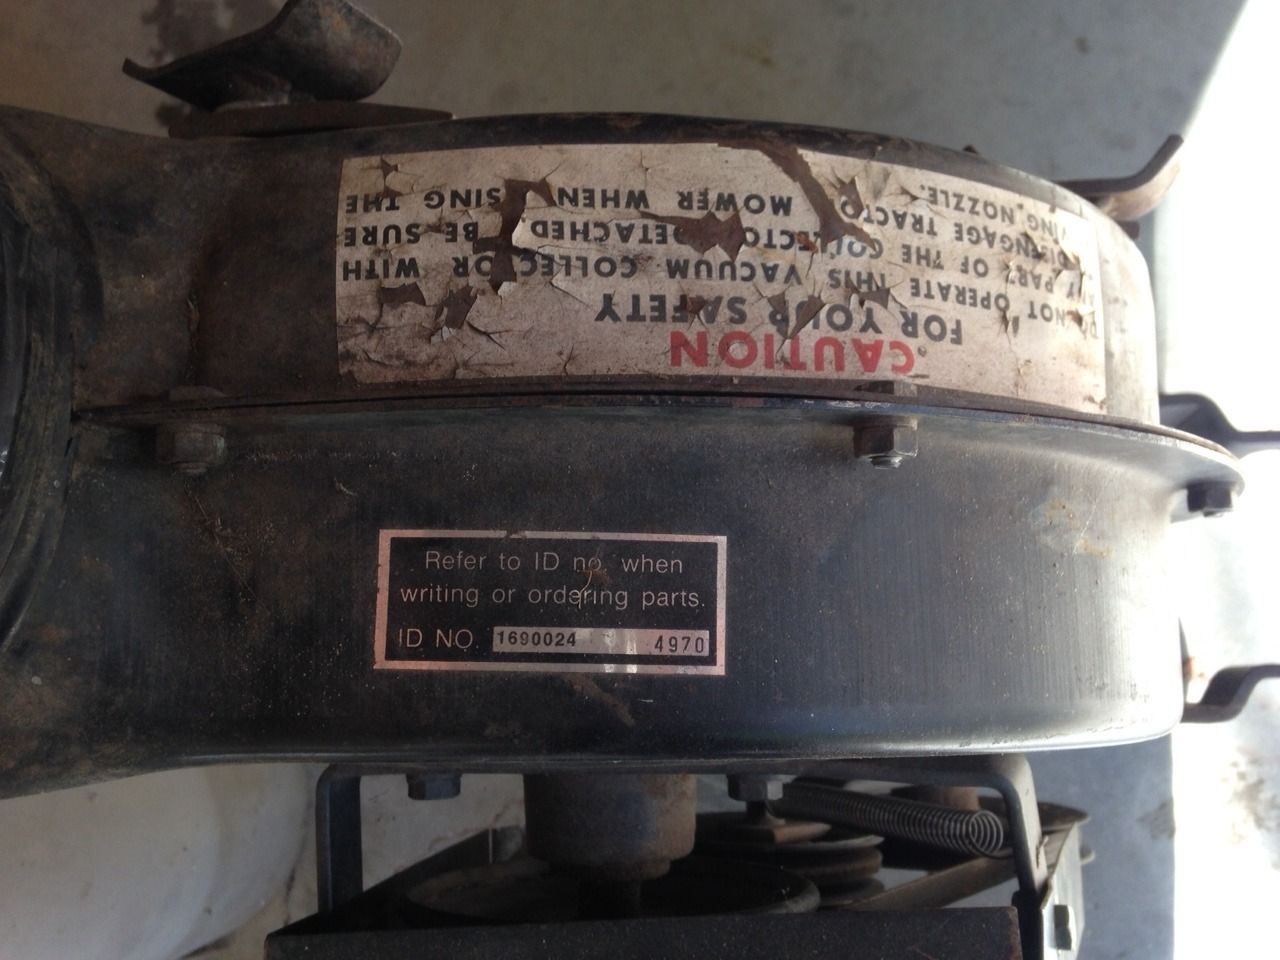 CAUTION
FOR YOUR SAFETY
DO NOT OPERATE THIS VACUUM COLLECTOR WITH
ANY PART OF THE COLLECTOR DETACHED. BE SURE
DISENGAGE TRACTOR MOWER WHEN USING THE
NOZZLE.
Refer to ID no. when
writing or ordering parts.
ID NO. 1690024 4970